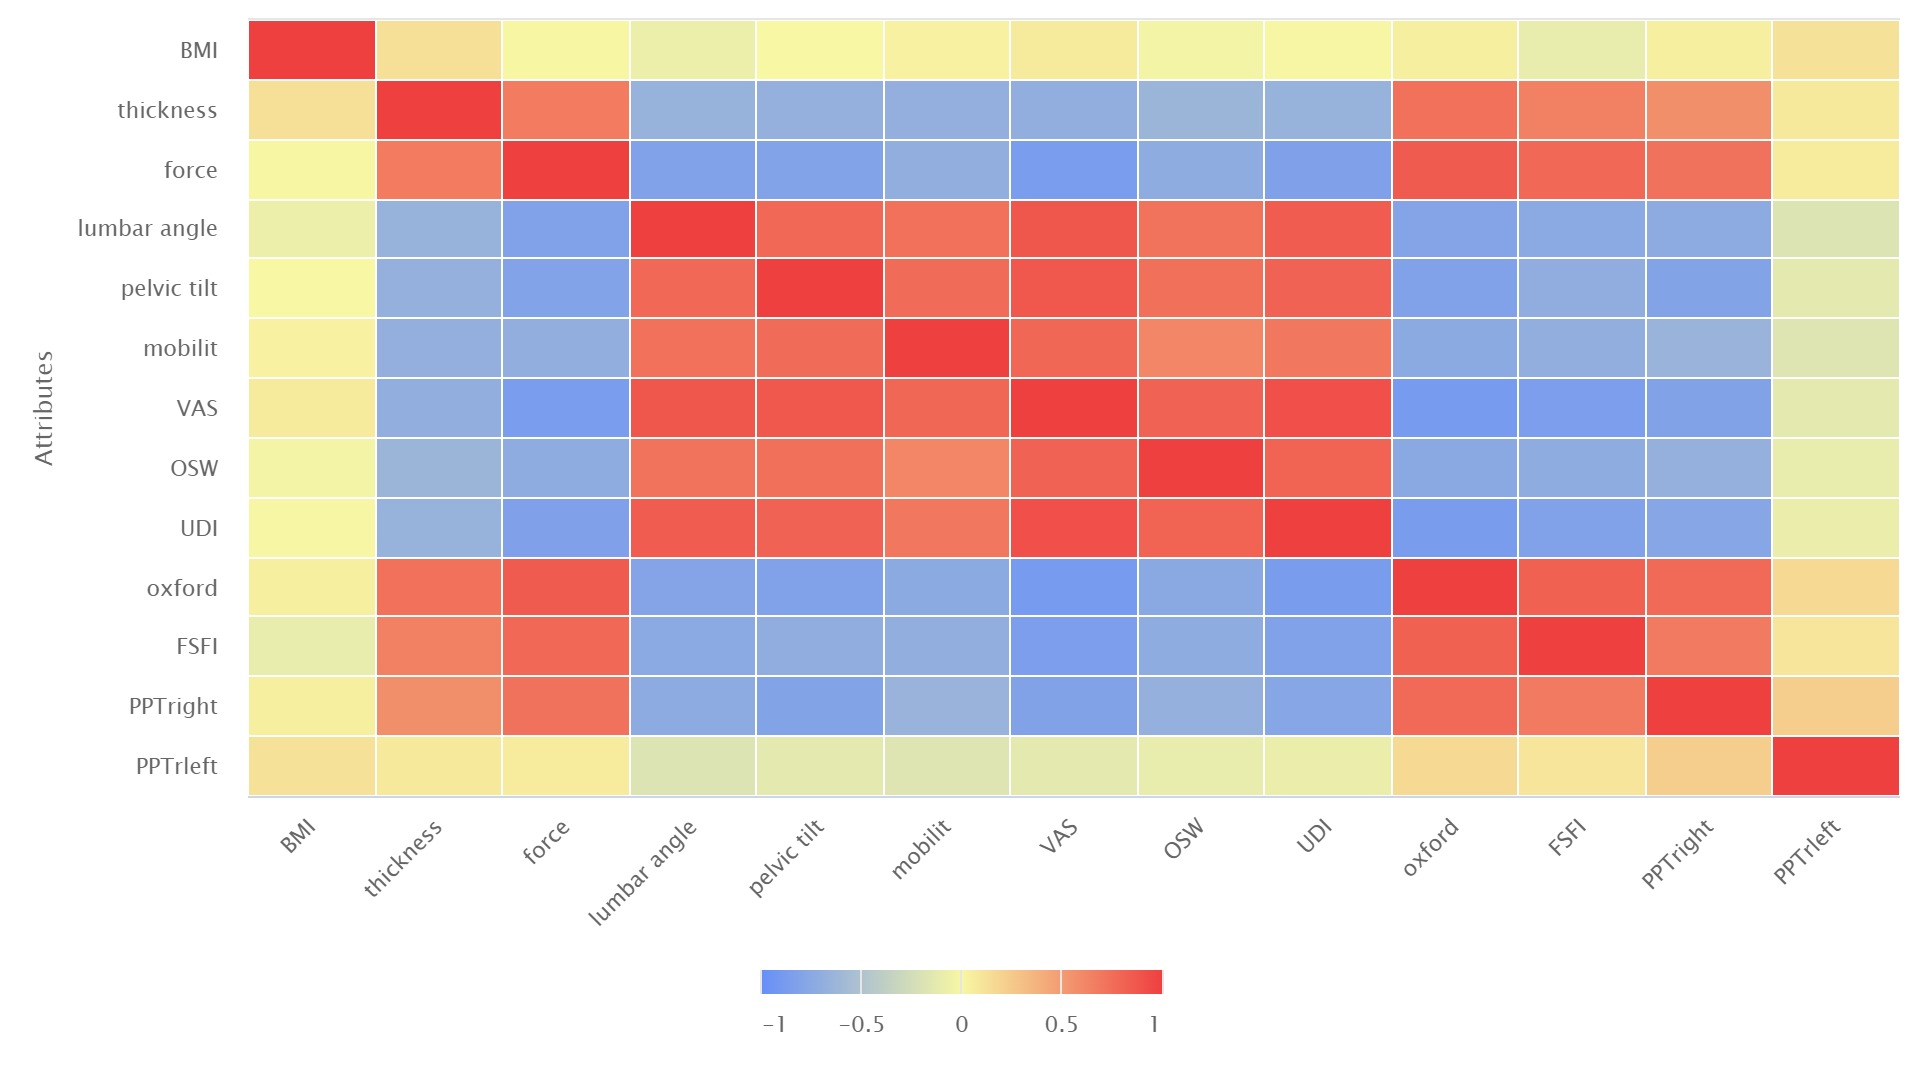 Attributes
BMI
thickness
force
lumbar angle
pelvic tilt
mobilit
VAS
OSW
UDI
oxford
FSFI
PPTright
PPTrleft
BMI
thickness
force
lumbar angle
pelvic tilt
mobilit
VAS
OSW
UDI
oxford
FSFI
PPTright
PPTrleft
-1 -0.5 0 0.5 1